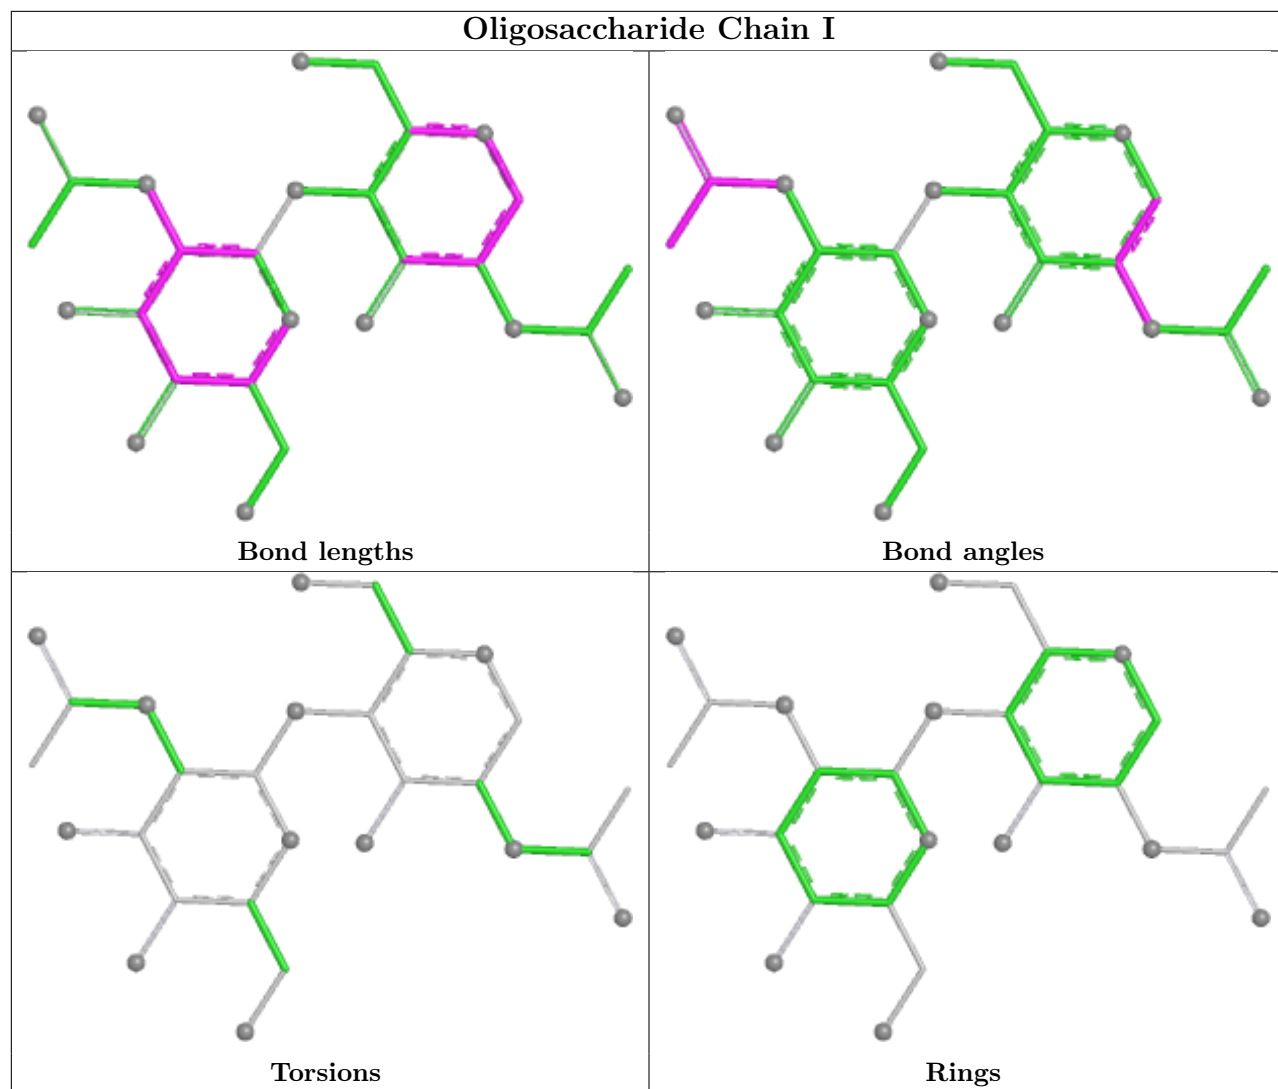 Oligosaccharide Chain I
Bond lengths
Bond angles
Torsions
Rings